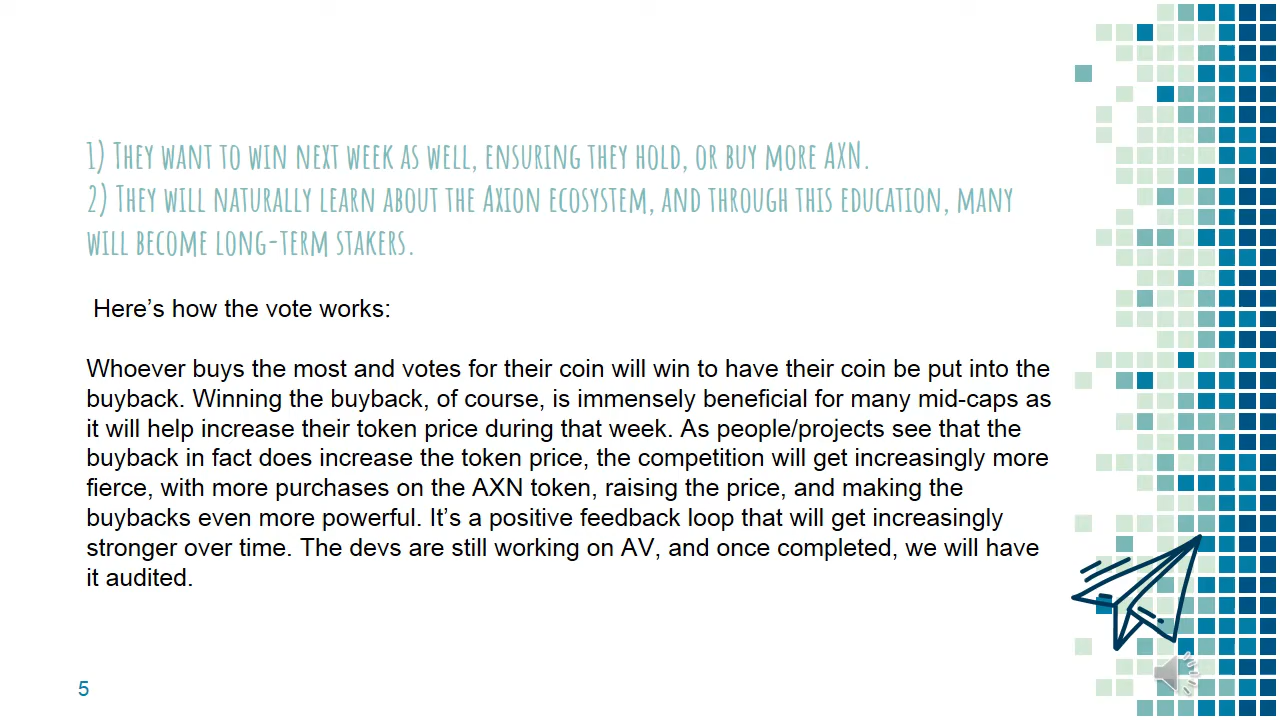 1) They want to win next week as well, ensuring they hold, or buy more AXN.
2) They will naturally learn about the Axion ecosystem, and through this education, many
will become long-term stakers.
Here’s how the vote works:
Whoever buys the most and votes for their coin will win to have their coin be put into the
buyback. Winning the buyback, of course, is immensely beneficial for many mid-caps as
it will help increase their token price during that week. As people/projects see that the
buyback in fact does increase the token price, the competition will get increasingly more
fierce, with more purchases on the AXN token, raising the price, and making the
buybacks even more powerful. It’s a positive feedback loop that will get increasingly
stronger over time. The devs are still working on AV, and once completed, we will have
it audited.
5